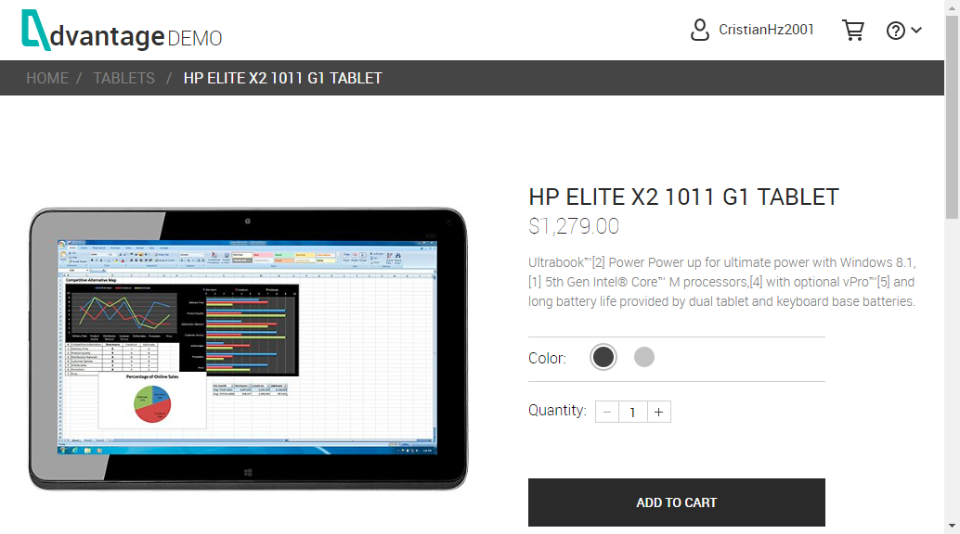 dvantage DEMO
CristianHz2001
HOME / TABLETS / HP ELITE X2 1011 G1 TABLET
HP ELITE X2 1011 G1 TABLET
$1,279.00
Ultrabook™[2] Power Power up for ultimate power with Windows 8.1,
[1] 5th Gen Intel® Core™ M processors,[4] with optional vPro™[5] and
long battery life provided by dual tablet and keyboard base batteries.
Color:
Quantity: − 1 +
ADD TO CART
Competitive Alternative Map
Percentage of Online Sales